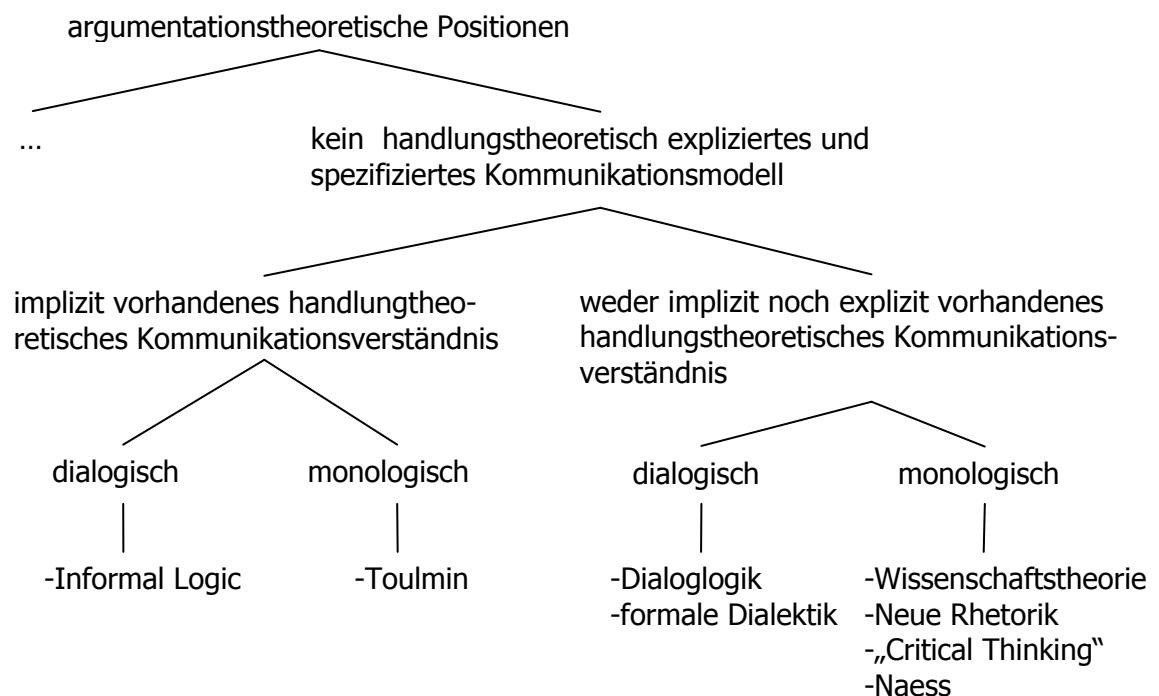 argumentationstheoretische Positionen
...
kein handlungstheoretisch expliziertes und
spezifiziertes Kommunikationsmodell
implizit vorhandenes handlungtheo-
retisches Kommunikationsverständnis
weder implizit noch explizit vorhandenes
handlungstheoretisches Kommunikations-
verständnis
dialogisch
monologisch
dialogisch
monologisch
-Informal Logic
-Toulmin
-Dialoglogik
-formale Dialektik
-Wissenschaftstheorie
-Neue Rhetorik
-„Critical Thinking“
-Naess